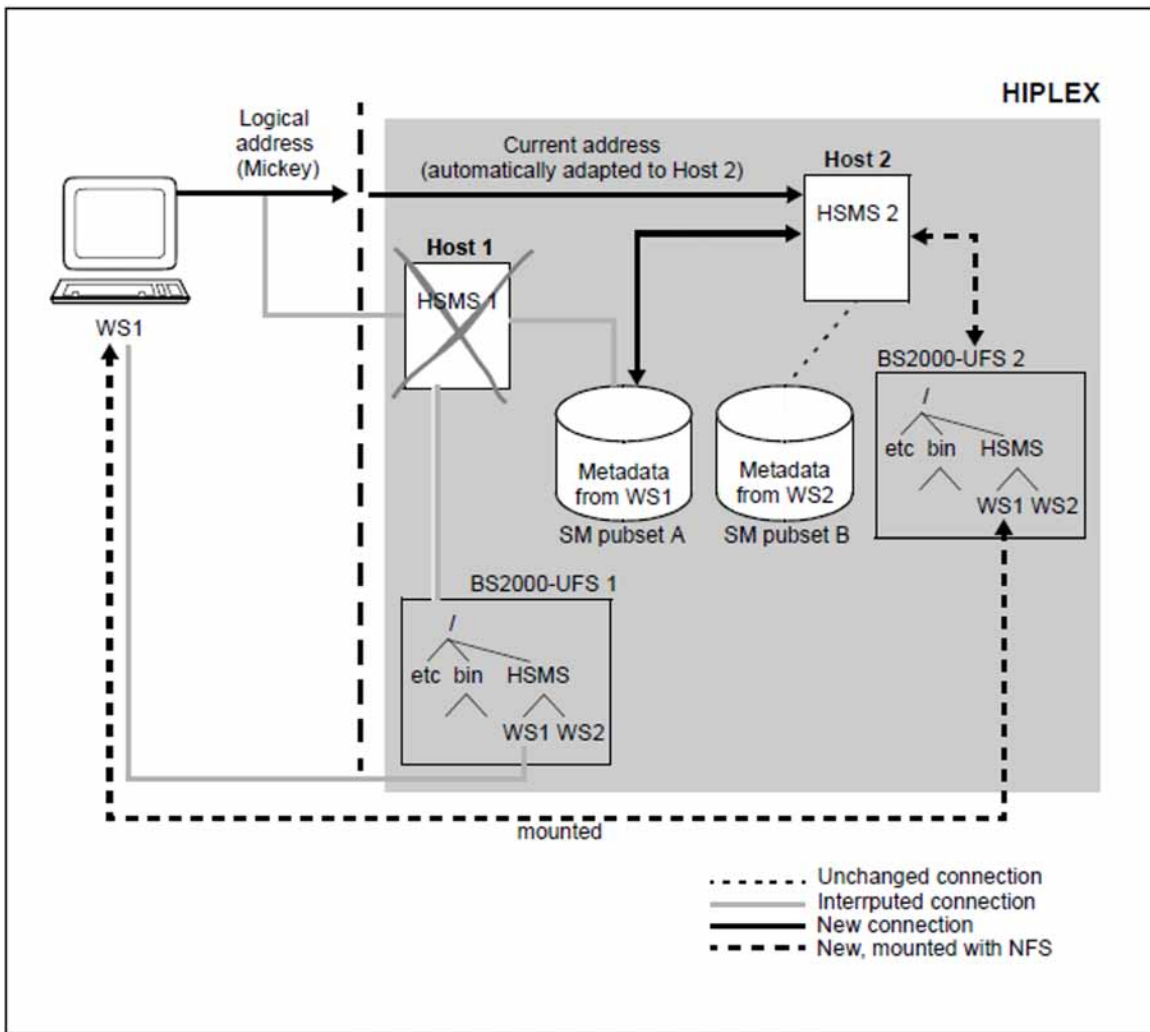 HIPLEX
Logical
address
(Mickey)
Current address
(automatically adapted to Host 2)
Host 2
HSMS 2
Host 1
HSMS 1
WS1
BS2000-UFS 2
/
etc bin HSMS
WS1 WS2
Metadata
from WS1
SM pubset A
Metadata
from WS2
SM pubset B
BS2000-UFS 1
/
etc bin HSMS
WS1 WS2
mounted
Unchanged connection
Interrputed connection
New connection
New, mounted with NFS